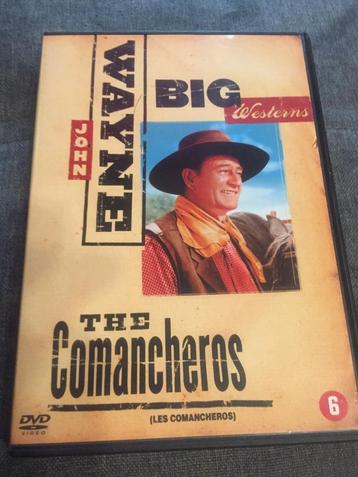 JOHN
WAYNE
BIG
Westerns
THE
Comancheros
(LES COMANCHEROS)
DVD
VIDEO
6